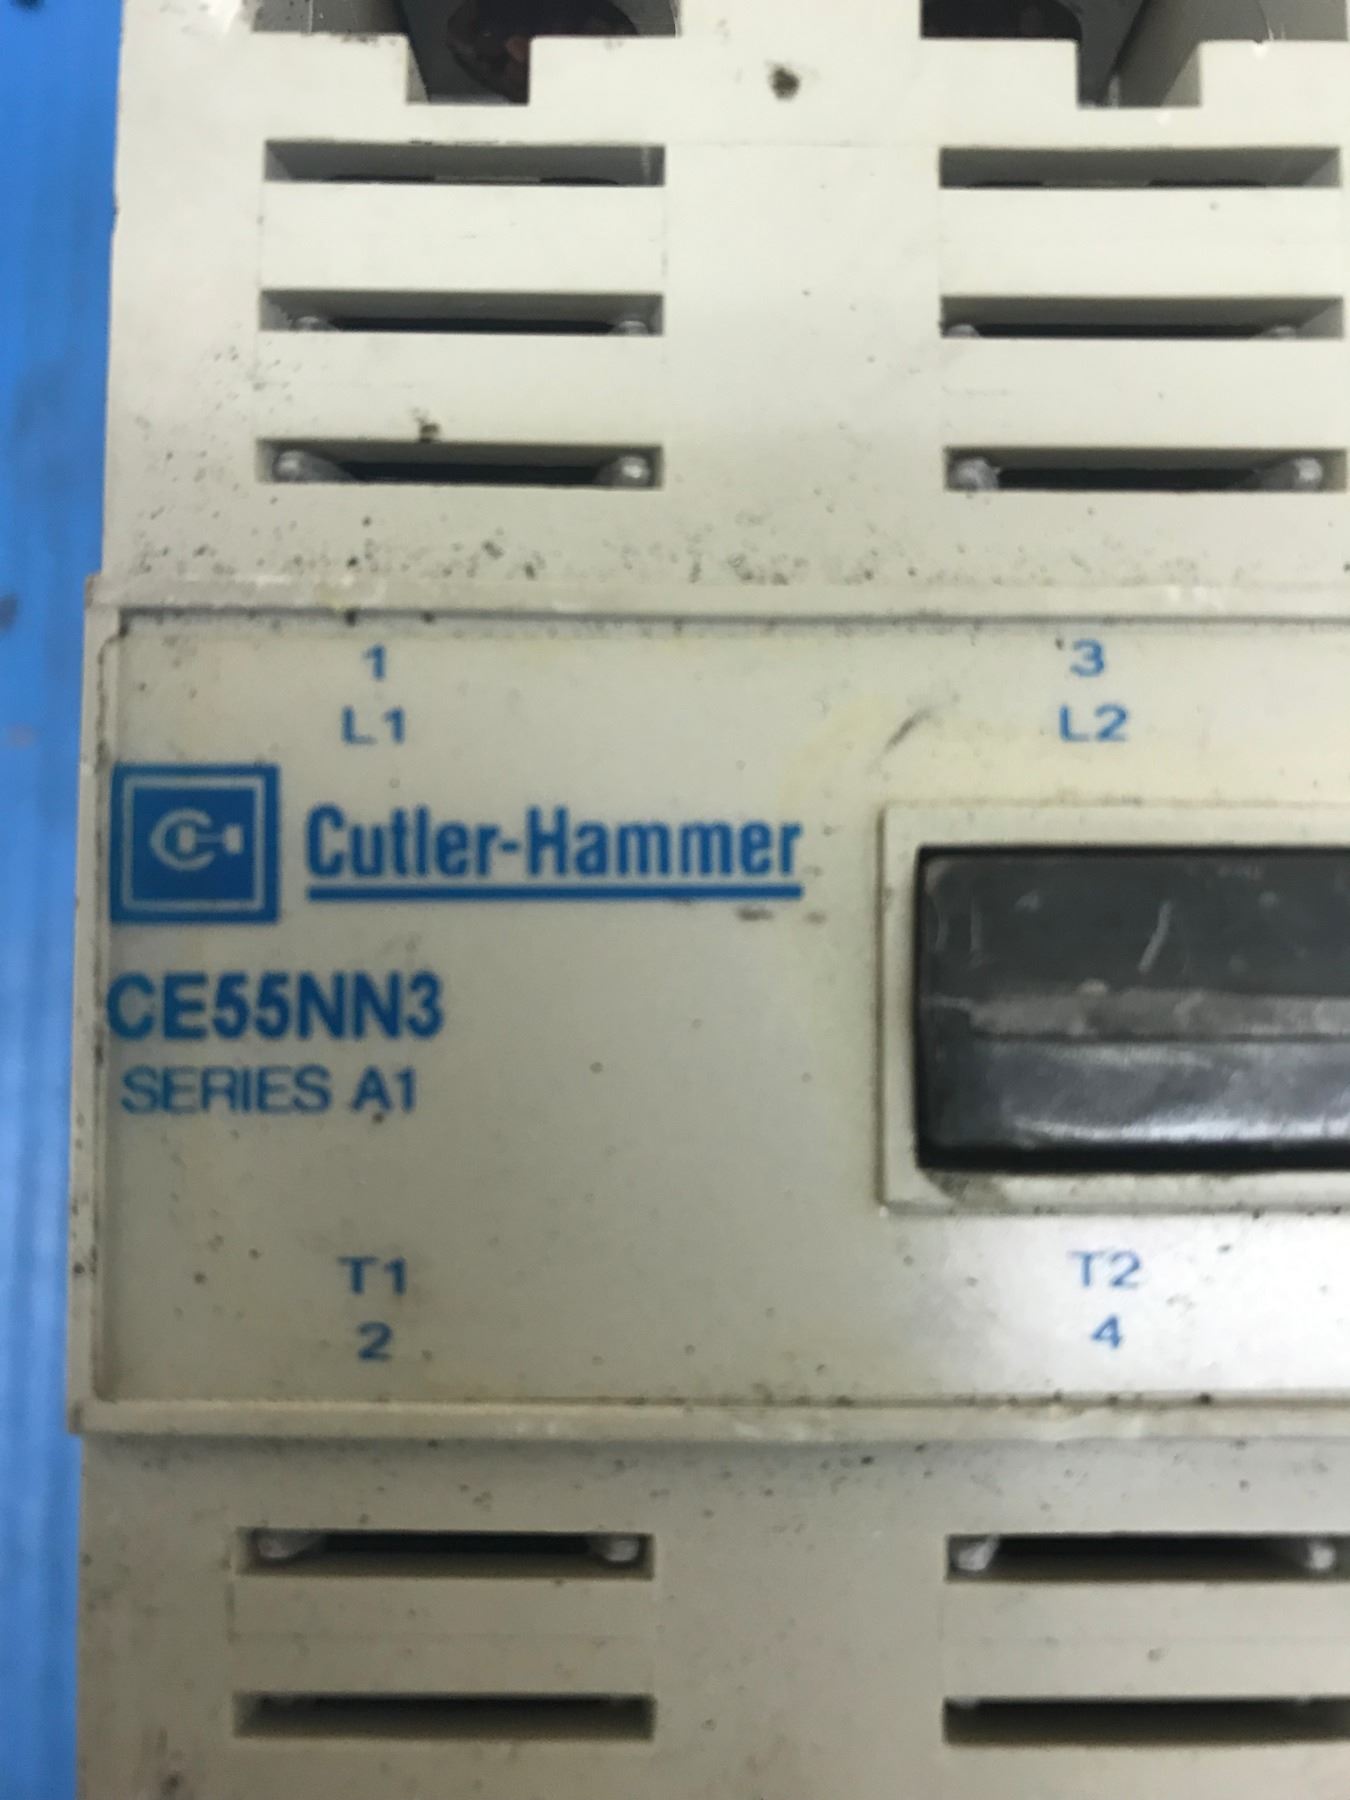 1 3
L1 L2
Cutler-Hammer
CE55NN3
SERIES A1
T1 T2
2 4